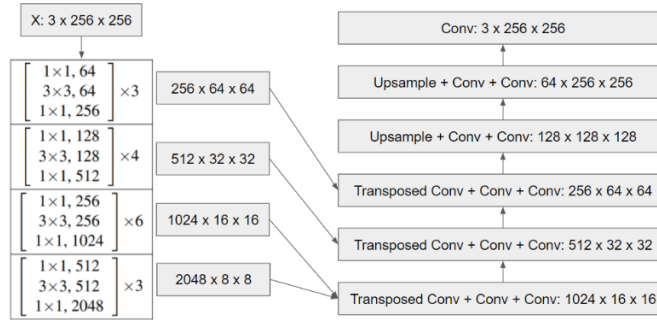 X: 3 x 256 x 256
1×1, 64
3×3, 64
1×1, 256
×3
1×1, 128
3×3, 128
1×1, 512
×4
1×1, 256
3×3, 256
1×1, 1024
×6
1×1, 512
3×3, 512
1×1, 2048
×3
256 x 64 x 64
512 x 32 x 32
1024 x 16 x 16
2048 x 8 x 8
Conv: 3 x 256 x 256
Upsample + Conv + Conv: 64 x 256 x 256
Upsample + Conv + Conv: 128 x 128 x 128
Transposed Conv + Conv + Conv: 256 x 64 x 64
Transposed Conv + Conv + Conv: 512 x 32 x 32
Transposed Conv + Conv + Conv: 1024 x 16 x 16